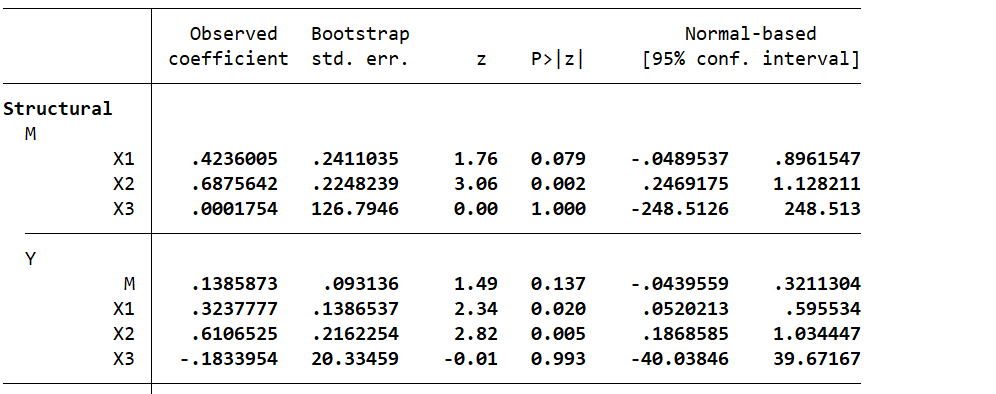 Observed Bootstrap Normal-based
coefficient std. err. z P>|z| [95% conf. interval]
Structural
M
X1 .4236005 .2411035 1.76 0.079 -.0489537 .8961547
X2 .6875642 .2248239 3.06 0.002 .2469175 1.128211
X3 .0001754 126.7946 0.00 1.000 -248.5126 248.513
Y
M .1385873 .093136 1.49 0.137 -.0439559 .3211304
X1 .3237777 .1386537 2.34 0.020 .0520213 .595534
X2 .6106525 .2162254 2.82 0.005 .1868585 1.034447
X3 -.1833954 20.33459 -0.01 0.993 -40.03846 39.67167